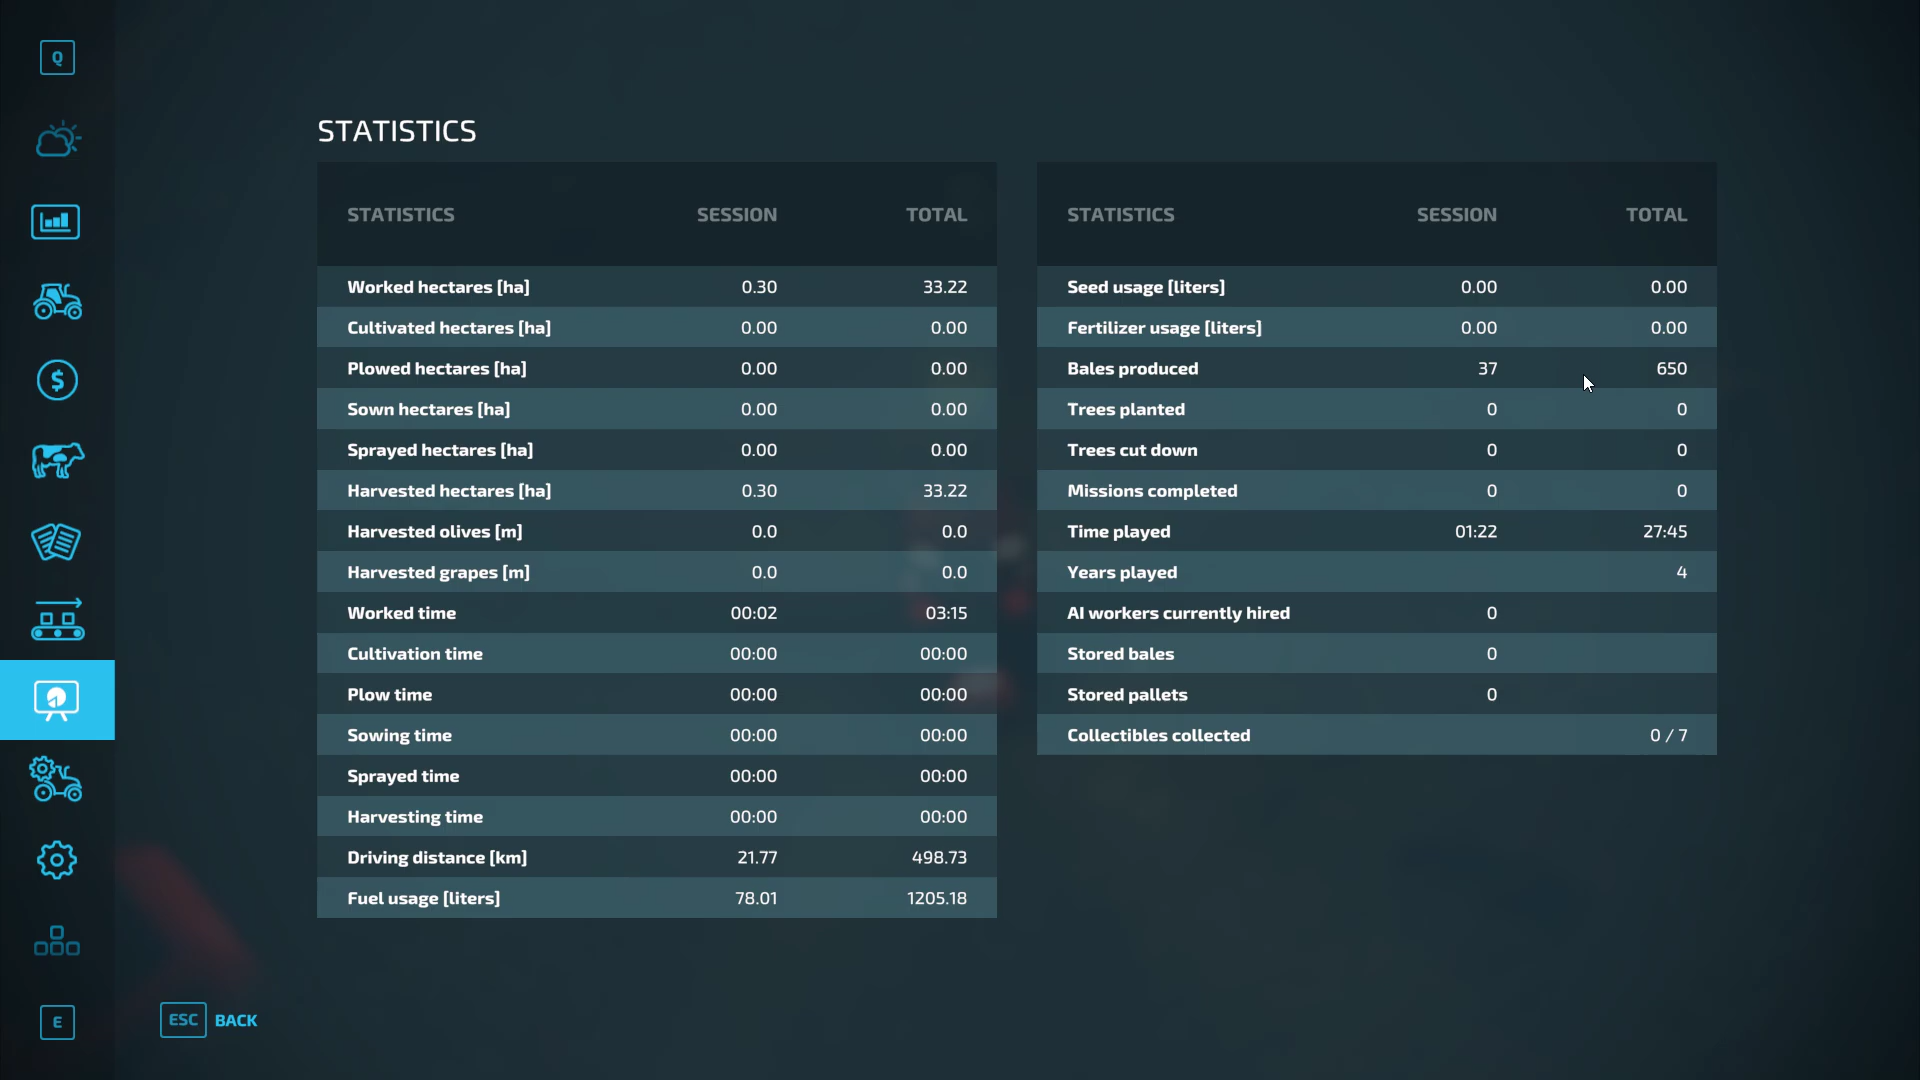 Q
STATISTICS
STATISTICS SESSION TOTAL
Worked hectares [ha] 0.30 33.22
Cultivated hectares [ha] 0.00 0.00
Plowed hectares [ha] 0.00 0.00
Sown hectares [ha] 0.00 0.00
Sprayed hectares [ha] 0.00 0.00
Harvested hectares [ha] 0.30 33.22
Harvested olives [m] 0.0 0.0
Harvested grapes [m] 0.0 0.0
Worked time 00:02 03:15
Cultivation time 00:00 00:00
Plow time 00:00 00:00
Sowing time 00:00 00:00
Sprayed time 00:00 00:00
Harvesting time 00:00 00:00
Driving distance [km] 21.77 498.73
Fuel usage [liters] 78.01 1205.18
STATISTICS SESSION TOTAL
Seed usage [liters] 0.00 0.00
Fertilizer usage [liters] 0.00 0.00
Bales produced 37 650
Trees planted 0 0
Trees cut down 0 0
Missions completed 0 0
Time played 01:22 27:45
Years played 4
AI workers currently hired 0
Stored bales 0
Stored pallets 0
Collectibles collected 0 / 7
E
ESC BACK